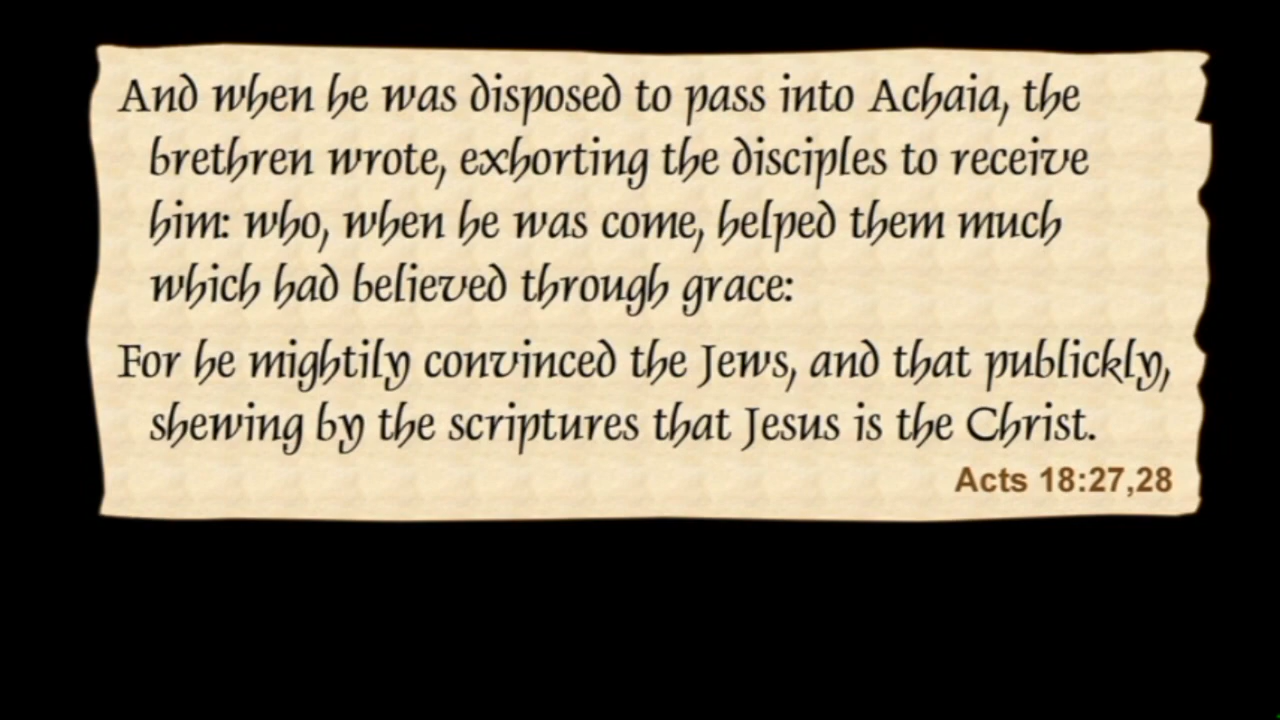 And when he was disposed to pass into Achaia, the
brethren wrote, exhorting the disciples to receive
him: who, when he was come, helped them much
which had believed through grace:
For he mightily convinced the Jews, and that publickly,
shewing by the scriptures that Jesus is the Christ.
Acts 18:27,28